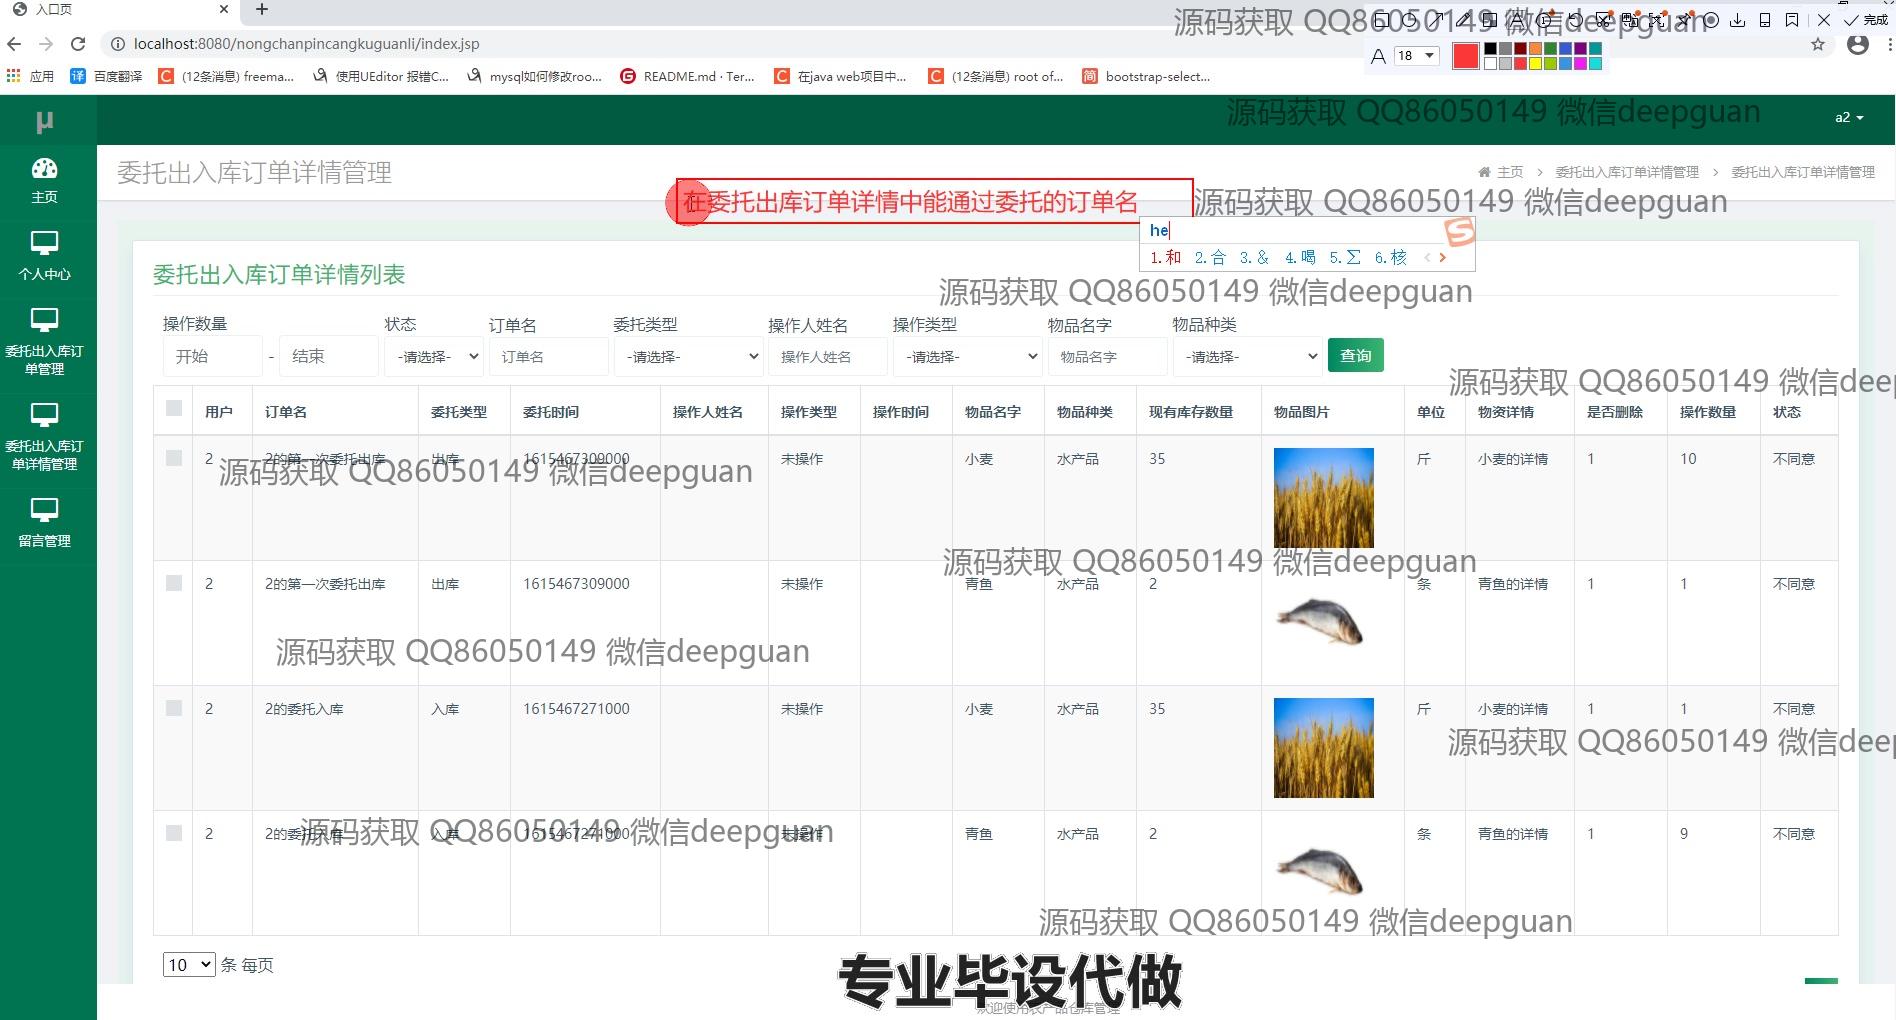 入口页
源码获取 QQ86050149 微信deepguan
完成
localhost:8080/nongchanpincangkuguanli/index.jsp
A 18
应用 百度翻译 (12条消息) freema... 使用UEditor 报错C... mysql如何修改roo... README.md · Ter... 在java web项目中... (12条消息) root of... bootstrap-select...
μ
源码获取 QQ86050149 微信deepguan
a2
主页
个人中心
委托出入库订
单管理
委托出入库订
单详情管理
留言管理
委托出入库订单详情管理
主页 > 委托出入库订单详情管理 > 委托出入库订单详情管理
在委托出库订单详情中能通过委托的订单名
源码获取 QQ86050149 微信deepguan
he
1.和 2.合 3.& 4.喝 5.∑ 6.核
委托出入库订单详情列表
源码获取 QQ86050149 微信deepguan
操作数量 状态 订单名 委托类型 操作人姓名 操作类型 物品名字 物品种类
开始 - 结束 -请选择- 订单名 -请选择- 操作人姓名 -请选择- 物品名字 -请选择- 查询
源码获取 QQ86050149 微信deep
用户 订单名 委托类型 委托时间 操作人姓名 操作类型 操作时间 物品名字 物品种类 现有库存数量 物品图片 单位 物资详情 是否删除 操作数量 状态
2 2的第一次委托出库 出库 1615467309000 未操作 小麦 水产品 35 斤 小麦的详情 1 10 不同意
源码获取 QQ86050149 微信deepguan
源码获取 QQ86050149 微信deepguan
2 2的第一次委托出库 出库 1615467309000 未操作 青鱼 水产品 2 条 青鱼的详情 1 1 不同意
源码获取 QQ86050149 微信deepguan
2 2的委托入库 入库 1615467271000 未操作 小麦 水产品 35 斤 小麦的详情 1 1 不同意
源码获取 QQ86050149 微信deep
2 2的委托入库 入库 1615467271000 未操作 青鱼 水产品 2 条 青鱼的详情 1 9 不同意
源码获取 QQ86050149 微信deepguan
源码获取 QQ86050149 微信deepguan
10 条 每页
专业毕设代做
欢迎使用农产品仓库管理